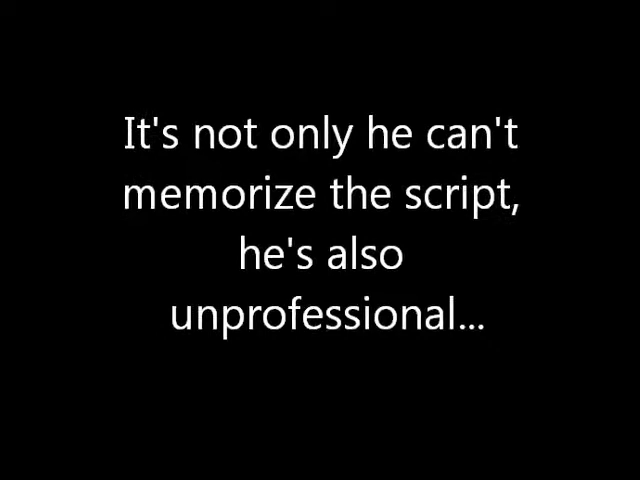 It's not only he can't
memorize the script,
he's also
unprofessional...